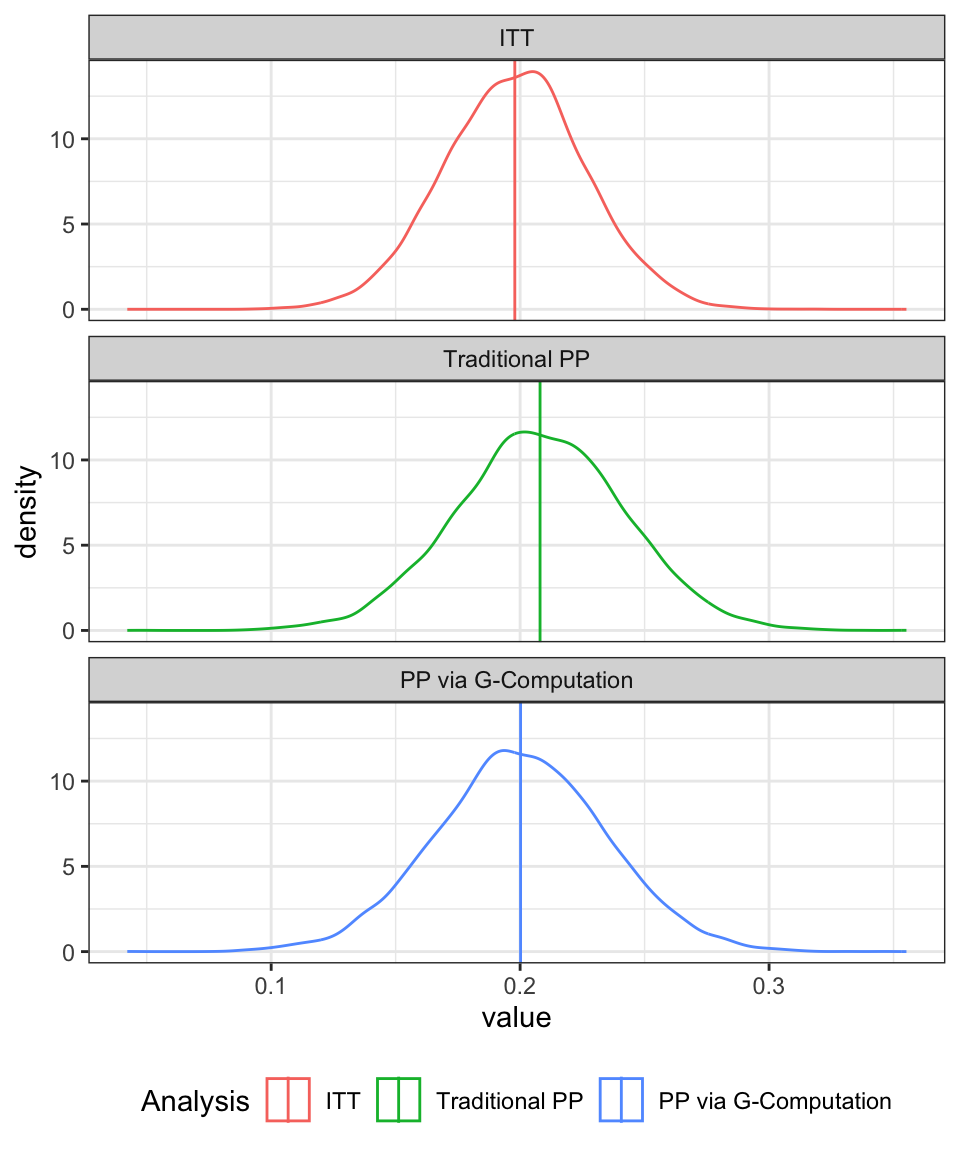 ITT
10
5
0
Traditional PP
10
5
0
density
PP via G-Computation
10
5
0
0.1 0.2 0.3
value
Analysis ITT Traditional PP PP via G-Computation